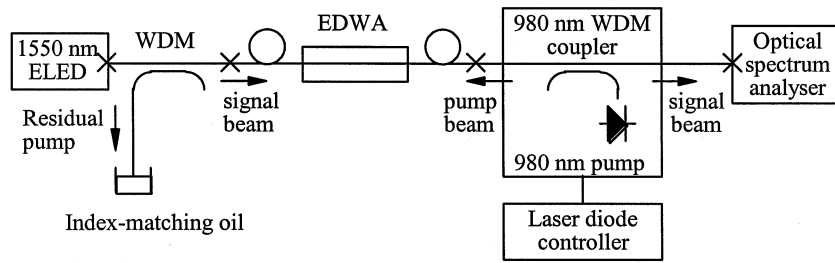 1550 nm
ELED
WDM
EDWA
980 nm WDM
coupler
Optical
spectrum
analyser
signal
beam
pump
beam
signal
beam
Residual
pump
980 nm pump
Index-matching oil
Laser diode
controller